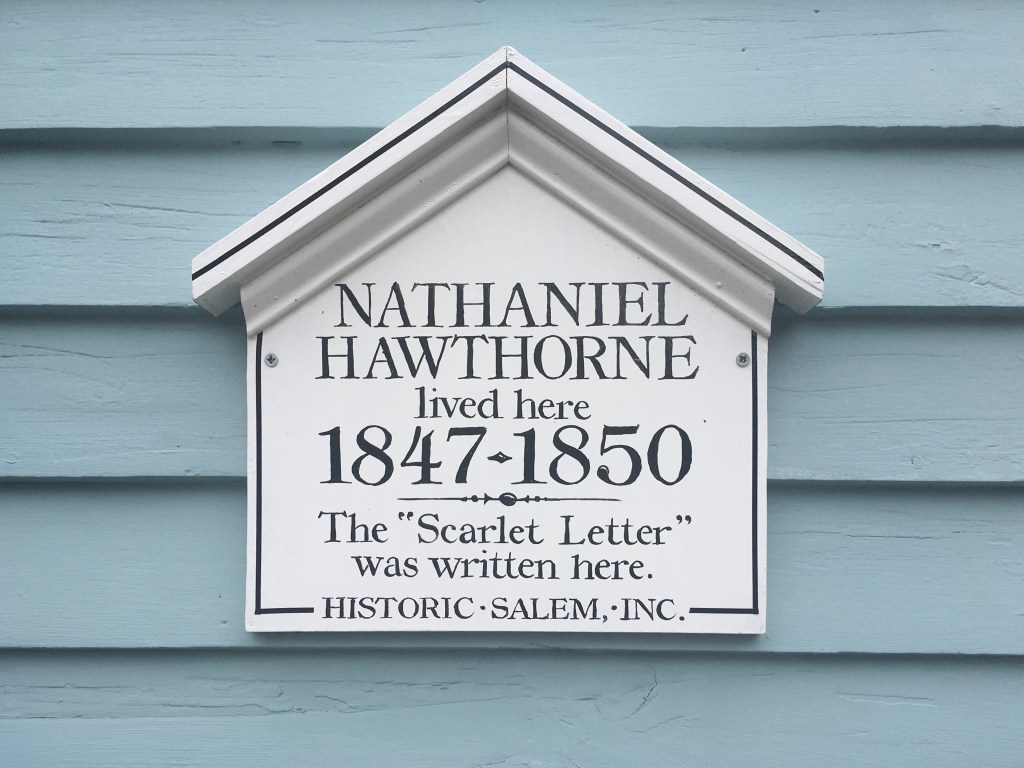 NATHANIEL
HAWTHORNE
lived here
1847-1850
The "Scarlet Letter"
was written here.
HISTORIC·SALEM,·INC.